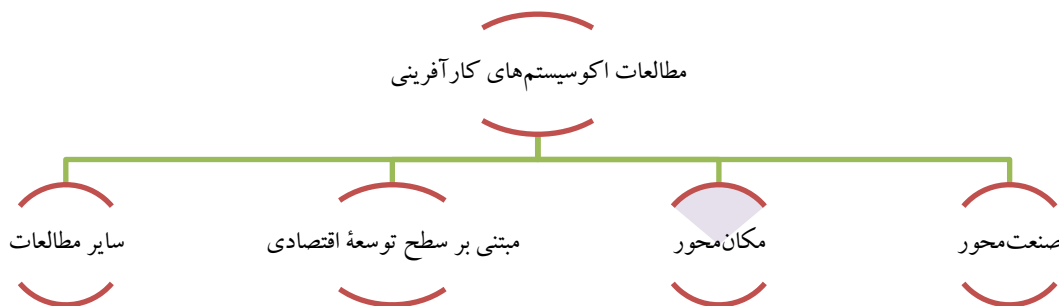 مطالعات اکوسیستم‌های کارآفرینی
صنعت‌محور
مکان‌محور
مبتنی بر سطح توسعهٔ اقتصادی
سایر مطالعات